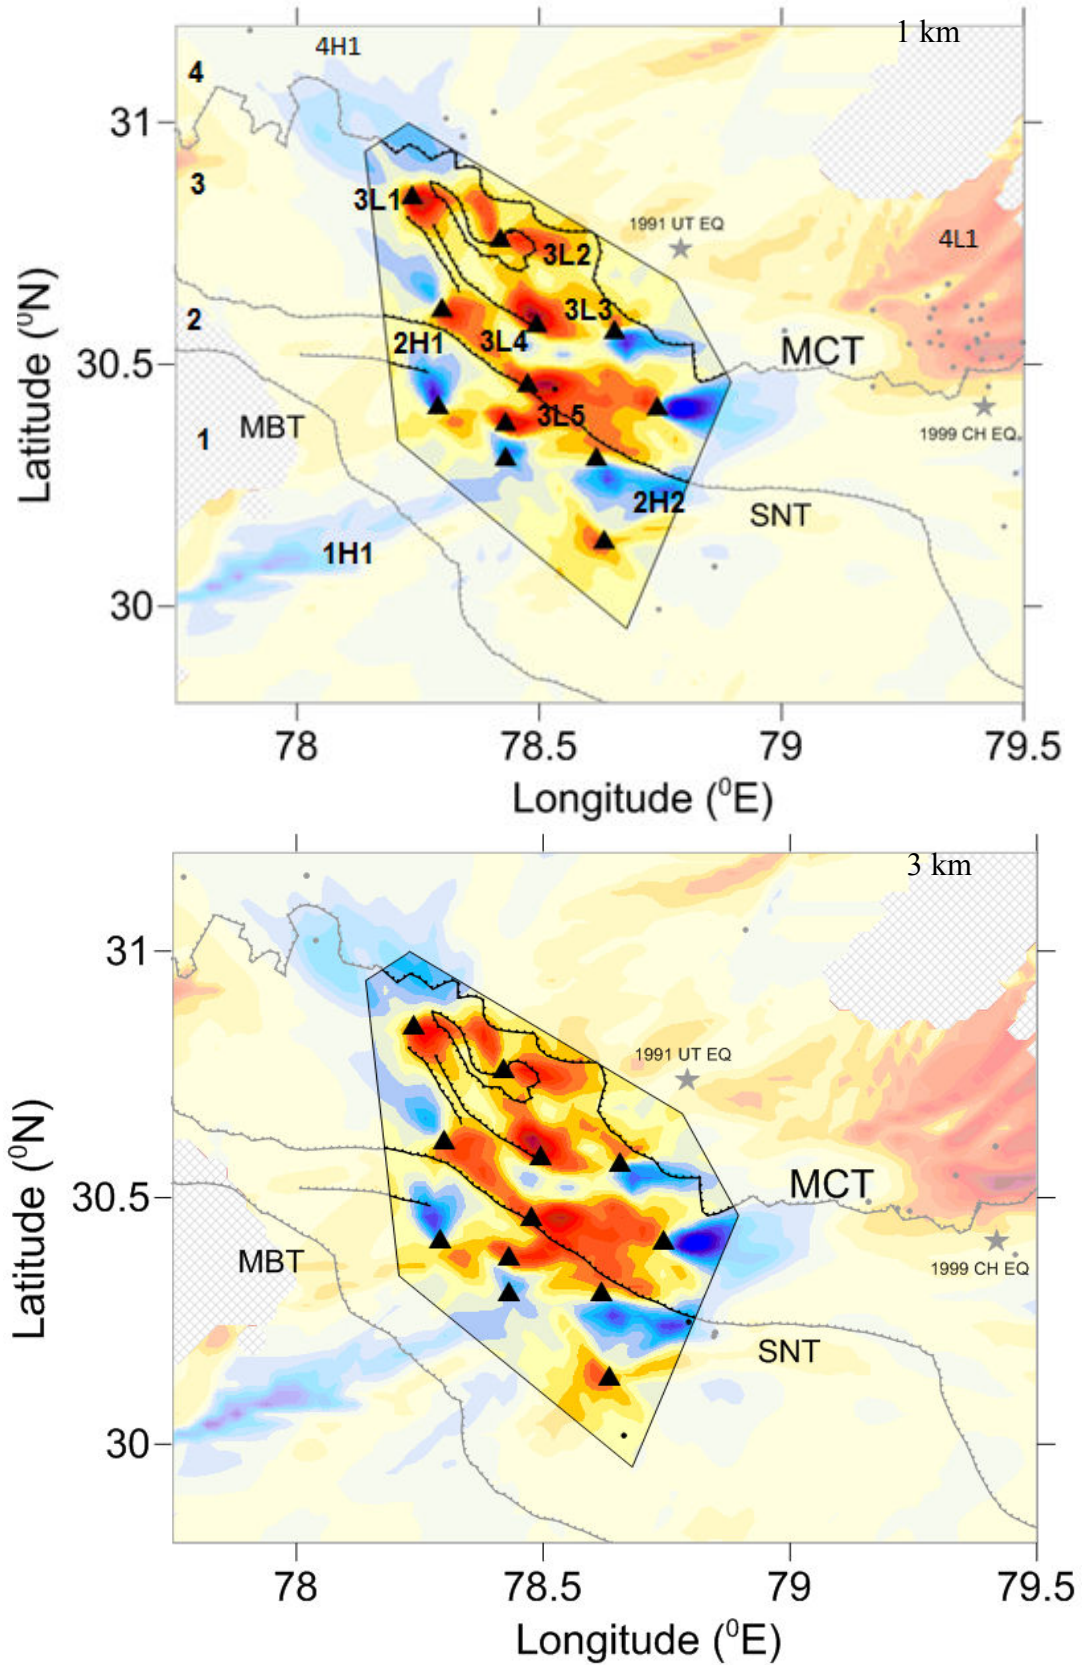 1 km
4H1
4
31
3
3L1
1991 UT EQ
4L1
3L2
3L3
2
2H1
3L4
MCT
30.5
3L5
1
MBT
1999 CH EQ
2H2
SNT
1H1
30
Latitude (⁰N)
78
78.5
79
79.5
Longitude (⁰E)
3 km
31
1991 UT EQ
MCT
30.5
MBT
1999 CH EQ
SNT
30
Latitude (⁰N)
78
78.5
79
79.5
Longitude (⁰E)